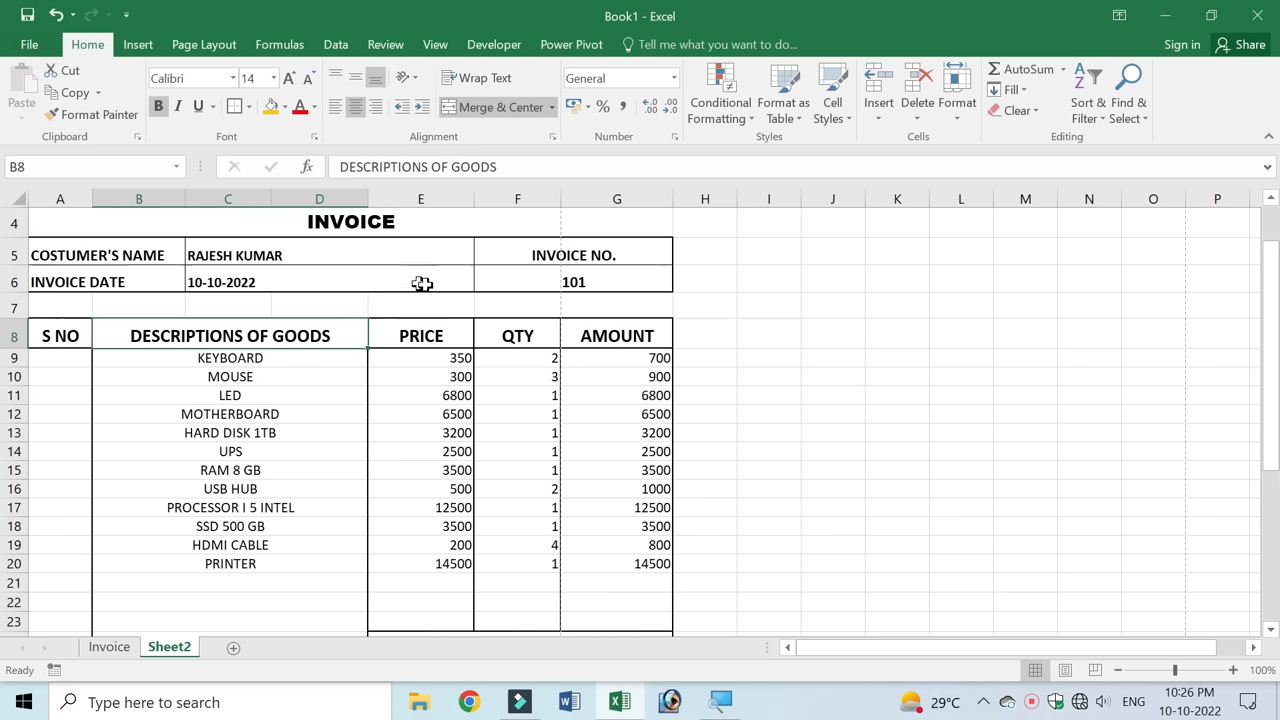 Book1 - Excel
File Home Insert Page Layout Formulas Data Review View Developer Power Pivot Tell me what you want to do... Sign in Share
Paste Cut Copy Format Painter
Calibri 14 A A B I U A
Wrap Text Merge & Center
General % ,
Conditional Formatting Format as Table Cell Styles
Insert Delete Format
AutoSum Fill Clear Sort & Filter Find & Select
Clipboard Font Alignment Number Styles Cells Editing
B8 fx DESCRIPTIONS OF GOODS
A B C D E F G H I J K L M N O P
4 INVOICE
5 COSTUMER'S NAME RAJESH KUMAR INVOICE NO.
6 INVOICE DATE 10-10-2022 101
7
8 S NO DESCRIPTIONS OF GOODS PRICE QTY AMOUNT
9 KEYBOARD 350 2 700
10 MOUSE 300 3 900
11 LED 6800 1 6800
12 MOTHERBOARD 6500 1 6500
13 HARD DISK 1TB 3200 1 3200
14 UPS 2500 1 2500
15 RAM 8 GB 3500 1 3500
16 USB HUB 500 2 1000
17 PROCESSOR I 5 INTEL 12500 1 12500
18 SSD 500 GB 3500 1 3500
19 HDMI CABLE 200 4 800
20 PRINTER 14500 1 14500
21
22
23
Invoice Sheet2
Ready 100%
Type here to search 29°C ENG 10:26 PM
10-10-2022